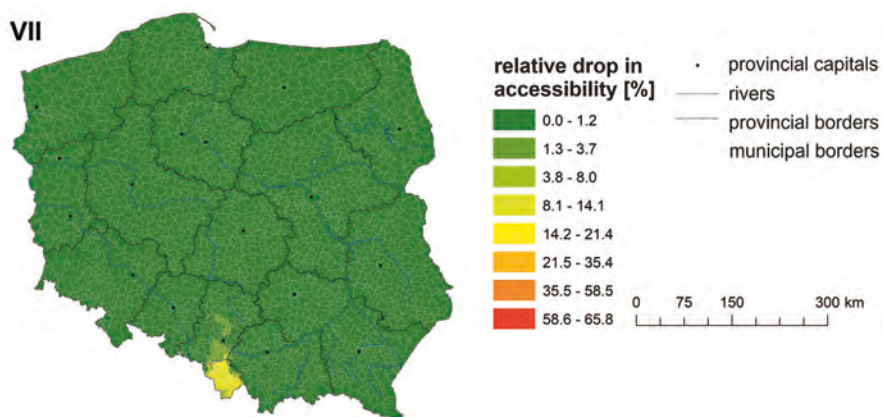 VII
relative drop in
accessibility [%]
0.0 - 1.2
1.3 - 3.7
3.8 - 8.0
8.1 - 14.1
14.2 - 21.4
21.5 - 35.4
35.5 - 58.5
58.6 - 65.8
provincial capitals
rivers
provincial borders
municipal borders
0 75 150 300 km